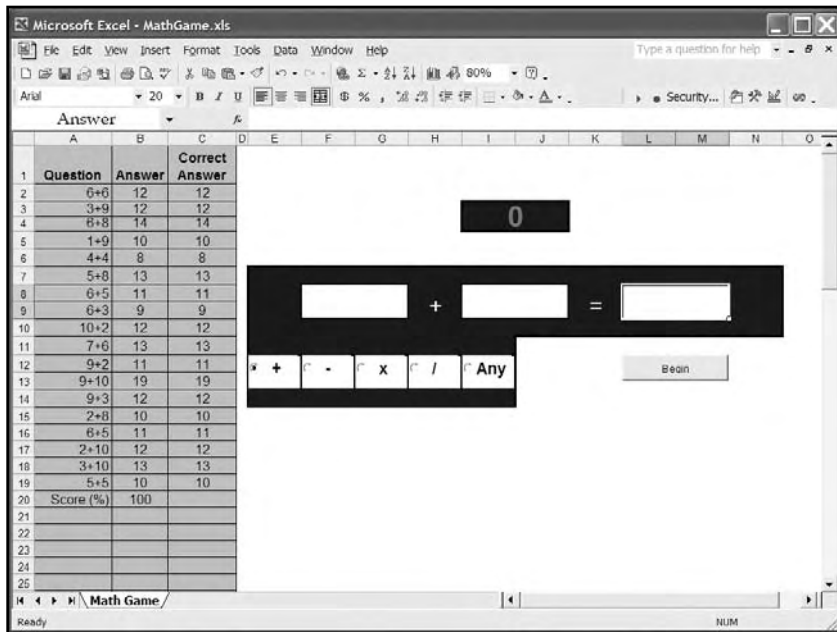 Microsoft Excel - MathGame.xls
File Edit View Insert Format Tools Data Window Help Type a question for help
80%
Arial 20 B I U $ % , Security...
Answer fx
A B C D E F G H I J K L M N O
1 Question Answer Correct Answer
2 6+6 12 12
3 3+9 12 12
4 6+8 14 14
5 1+9 10 10
6 4+4 8 8
7 5+8 13 13
8 6+5 11 11
9 6+3 9 9
10 10+2 12 12
11 7+6 13 13
12 9+2 11 11
13 9+10 19 19
14 9+3 12 12
15 2+8 10 10
16 6+5 11 11
17 2+10 12 12
18 3+10 13 13
19 5+5 10 10
20 Score (%) 100
21
22
23
24
25
0
+ =
+ - x / Any
Begin
Math Game
Ready NUM